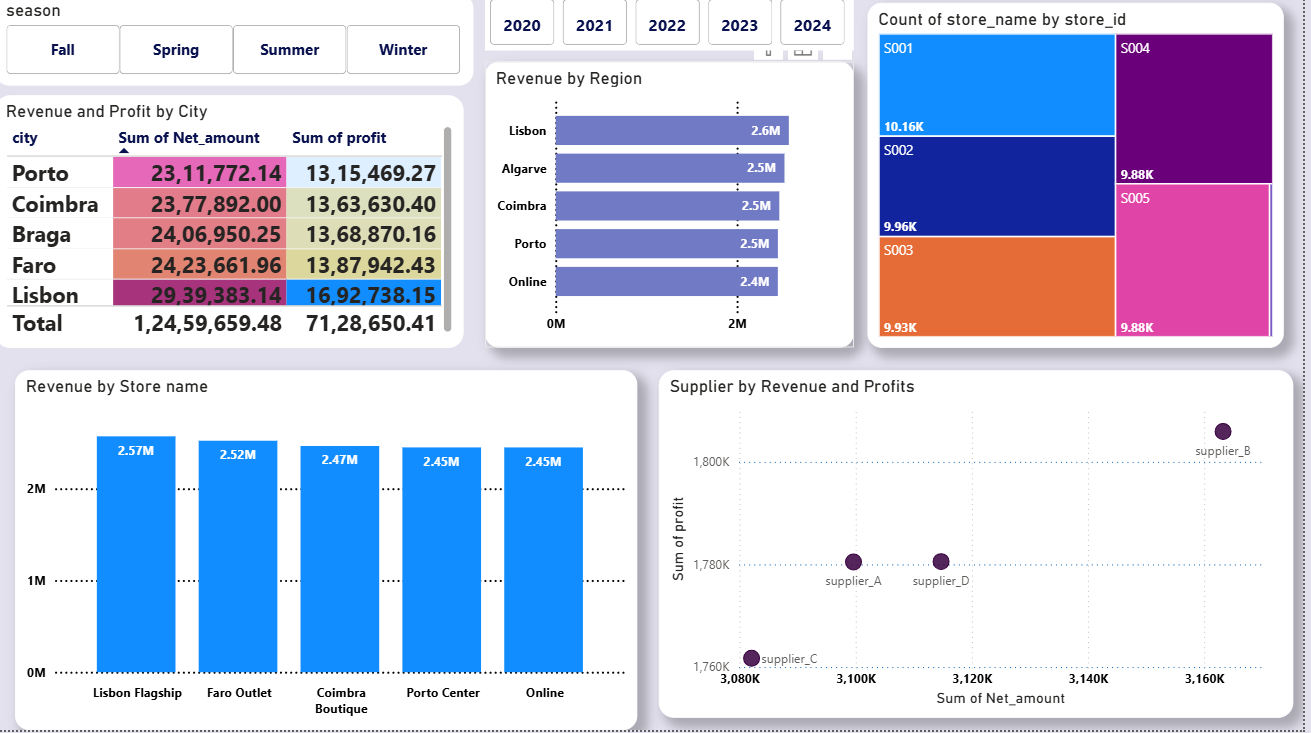 season
Fall Spring Summer Winter
2020 2021 2022 2023 2024
Revenue and Profit by City
city Sum of Net_amount Sum of profit
Porto 23,11,772.14 13,15,469.27
Coimbra 23,77,892.00 13,63,630.40
Braga 24,06,950.25 13,68,870.16
Faro 24,23,661.96 13,87,942.43
Lisbon 29,39,383.14 16,92,738.15
Total 1,24,59,659.48 71,28,650.41
Revenue by Region
Lisbon 2.6M
Algarve 2.5M
Coimbra 2.5M
Porto 2.5M
Online 2.4M
0M 2M
Count of store_name by store_id
S001
10.16K
S002
9.96K
S003
9.93K
S004
9.88K
S005
9.88K
Revenue by Store name
2.57M 2.52M 2.47M 2.45M 2.45M
2M
1M
0M
Lisbon Flagship Faro Outlet Coimbra Boutique Porto Center Online
Supplier by Revenue and Profits
Sum of profit
1,800K
1,780K
1,760K
supplier_B
supplier_A supplier_D
supplier_C
3,080K 3,100K 3,120K 3,140K 3,160K
Sum of Net_amount